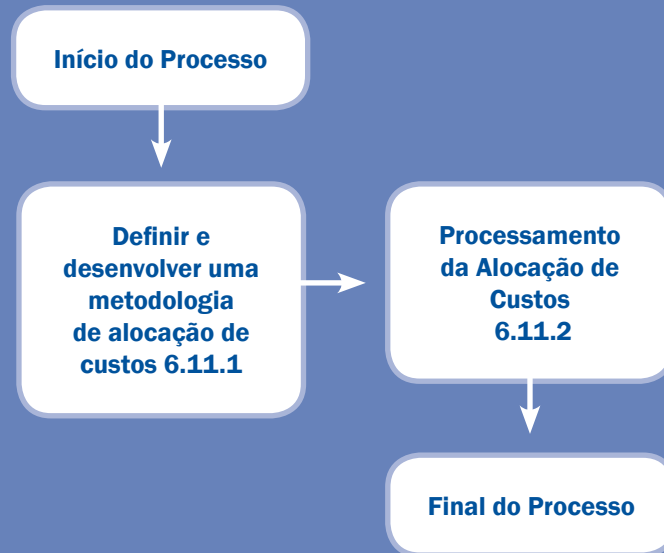 Início do Processo
Definir e
desenvolver uma
metodologia
de alocação de
custos 6.11.1
Processamento
da Alocação de
Custos
6.11.2
Final do Processo